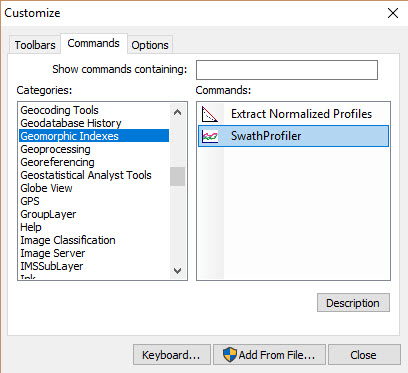 Customize
Toolbars Commands Options
Show commands containing:
Categories: Commands:
Geocoding Tools
Geodatabase History
Geomorphic Indexes
Geoprocessing
Georeferencing
Geostatistical Analyst Tools
Globe View
GPS
GroupLayer
Help
Image Classification
Image Server
IMSSubLayer
Ink
Extract Normalized Profiles
SwathProfiler
Description
Keyboard... Add From File... Close